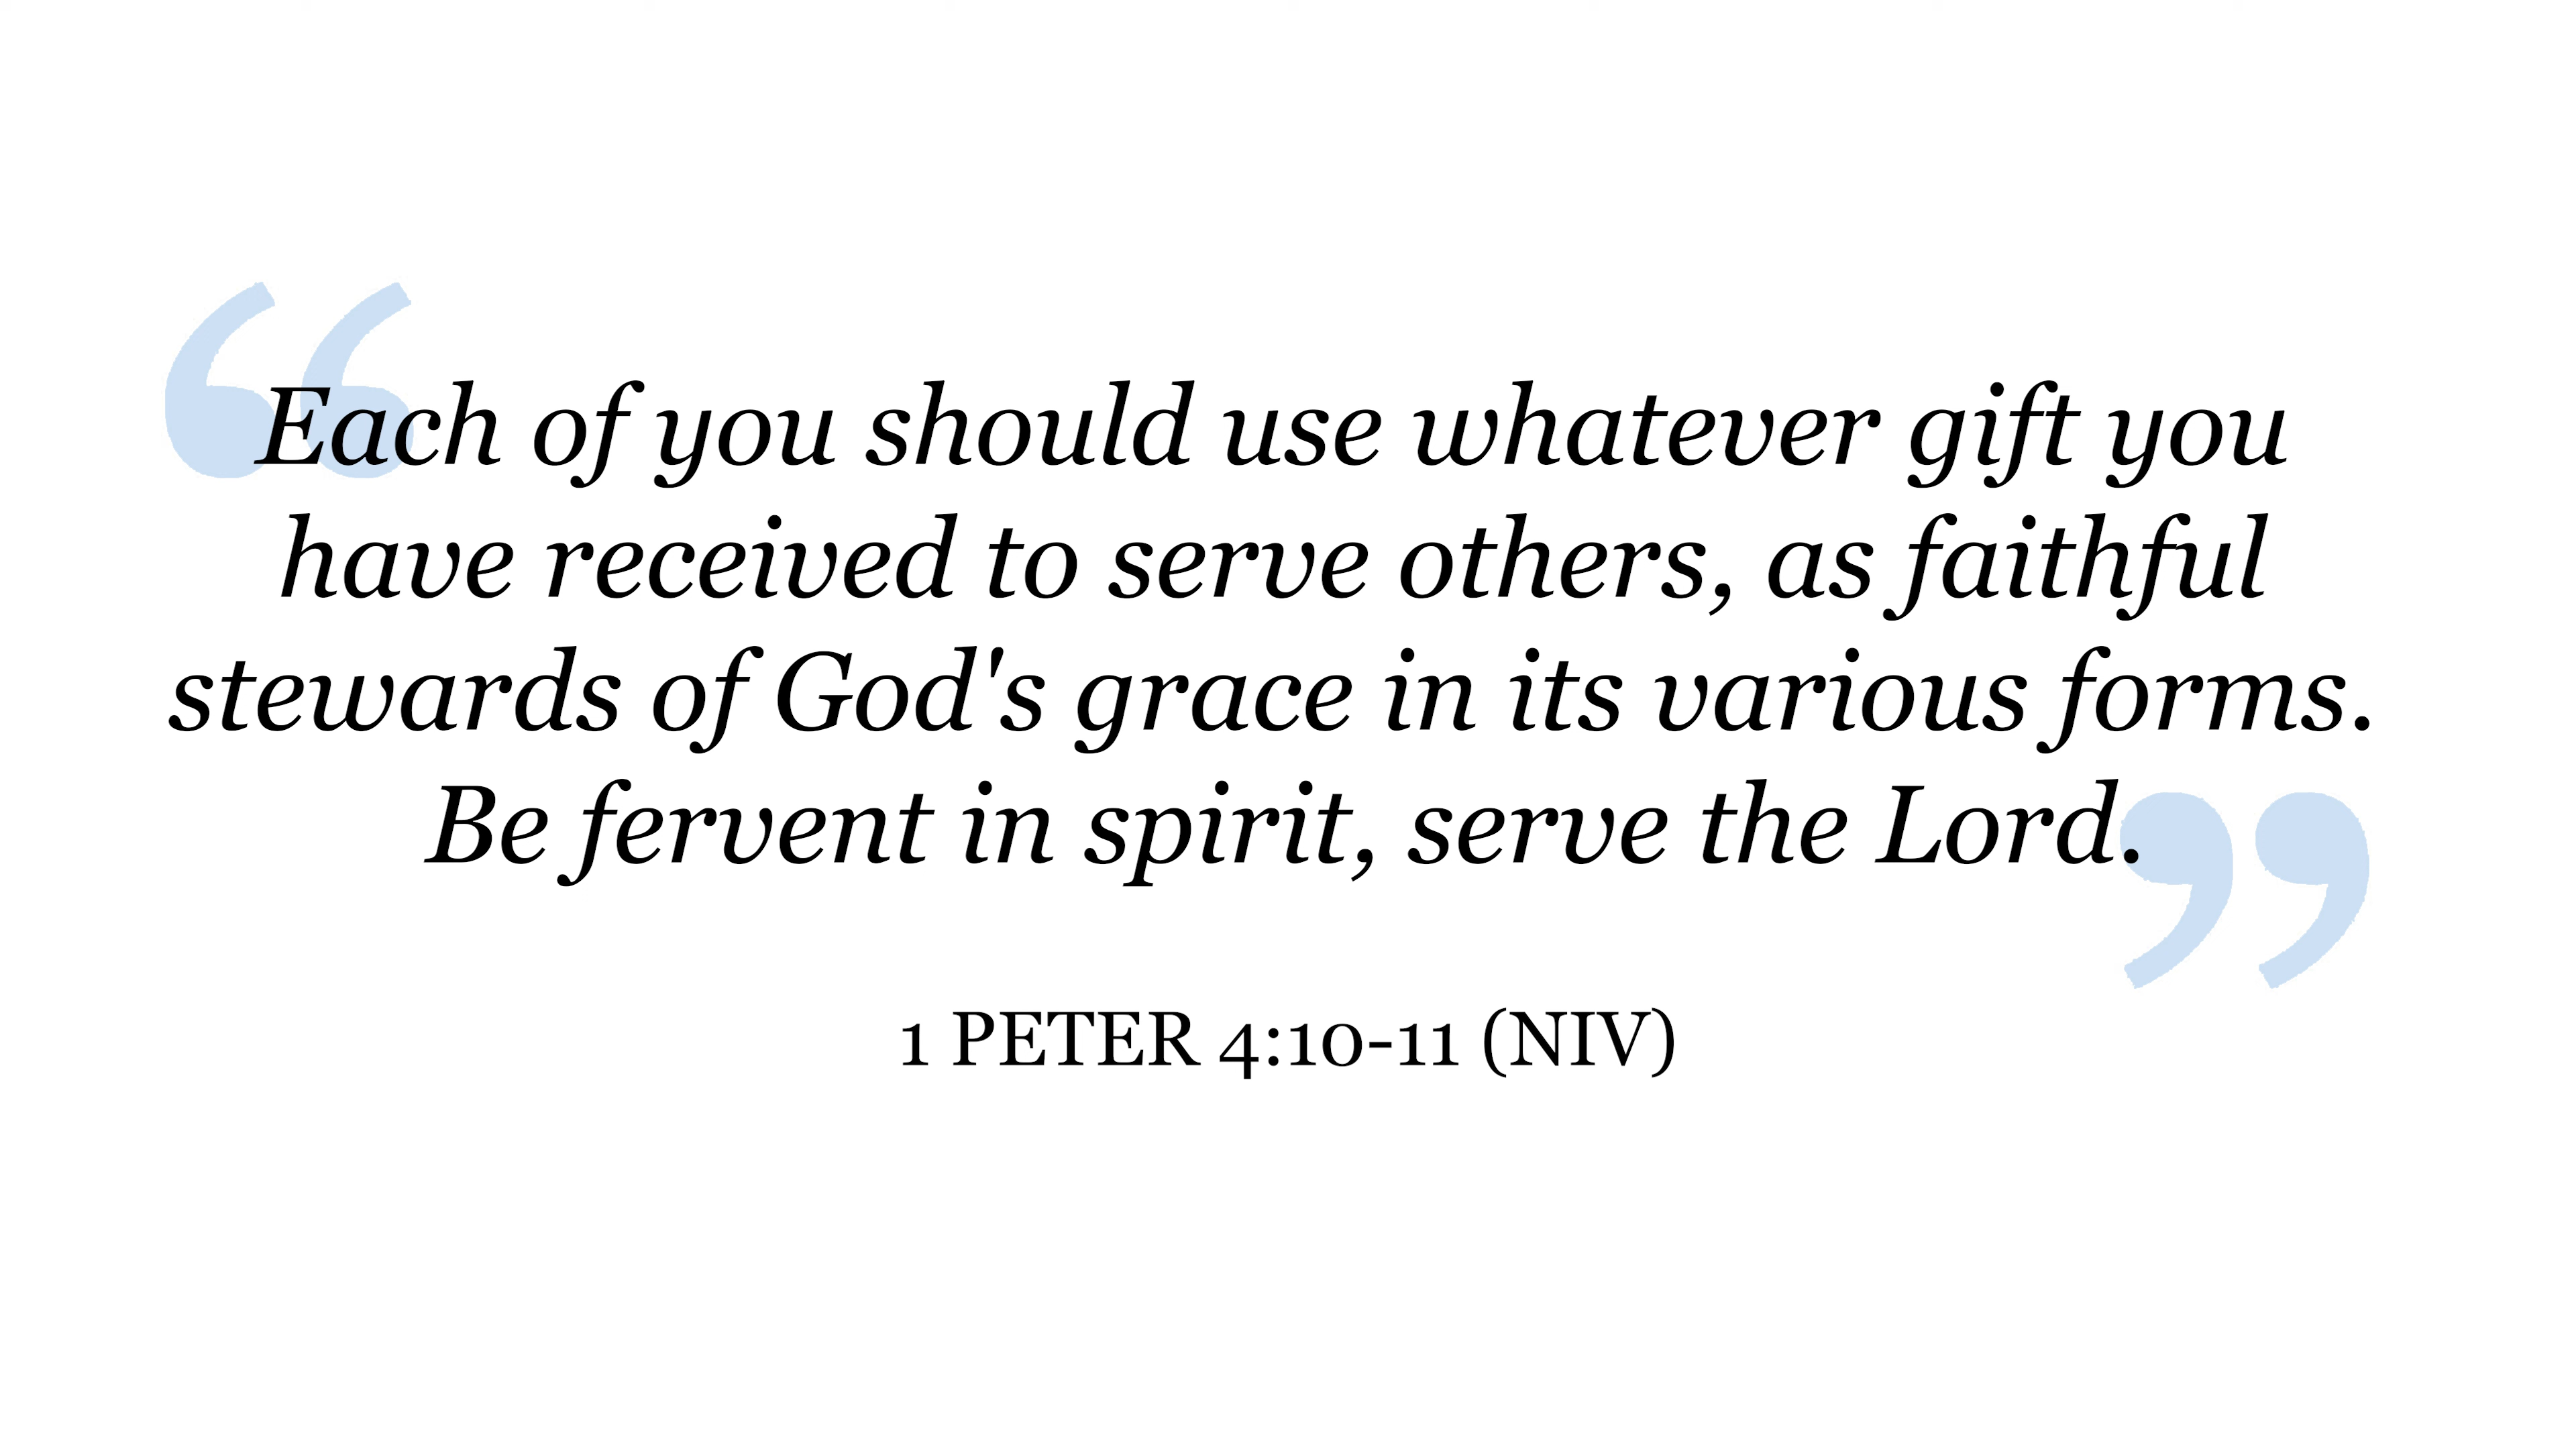 Each of you should use whatever gift you
have received to serve others, as faithful
stewards of God's grace in its various forms.
Be fervent in spirit, serve the Lord.
1 PETER 4:10-11 (NIV)